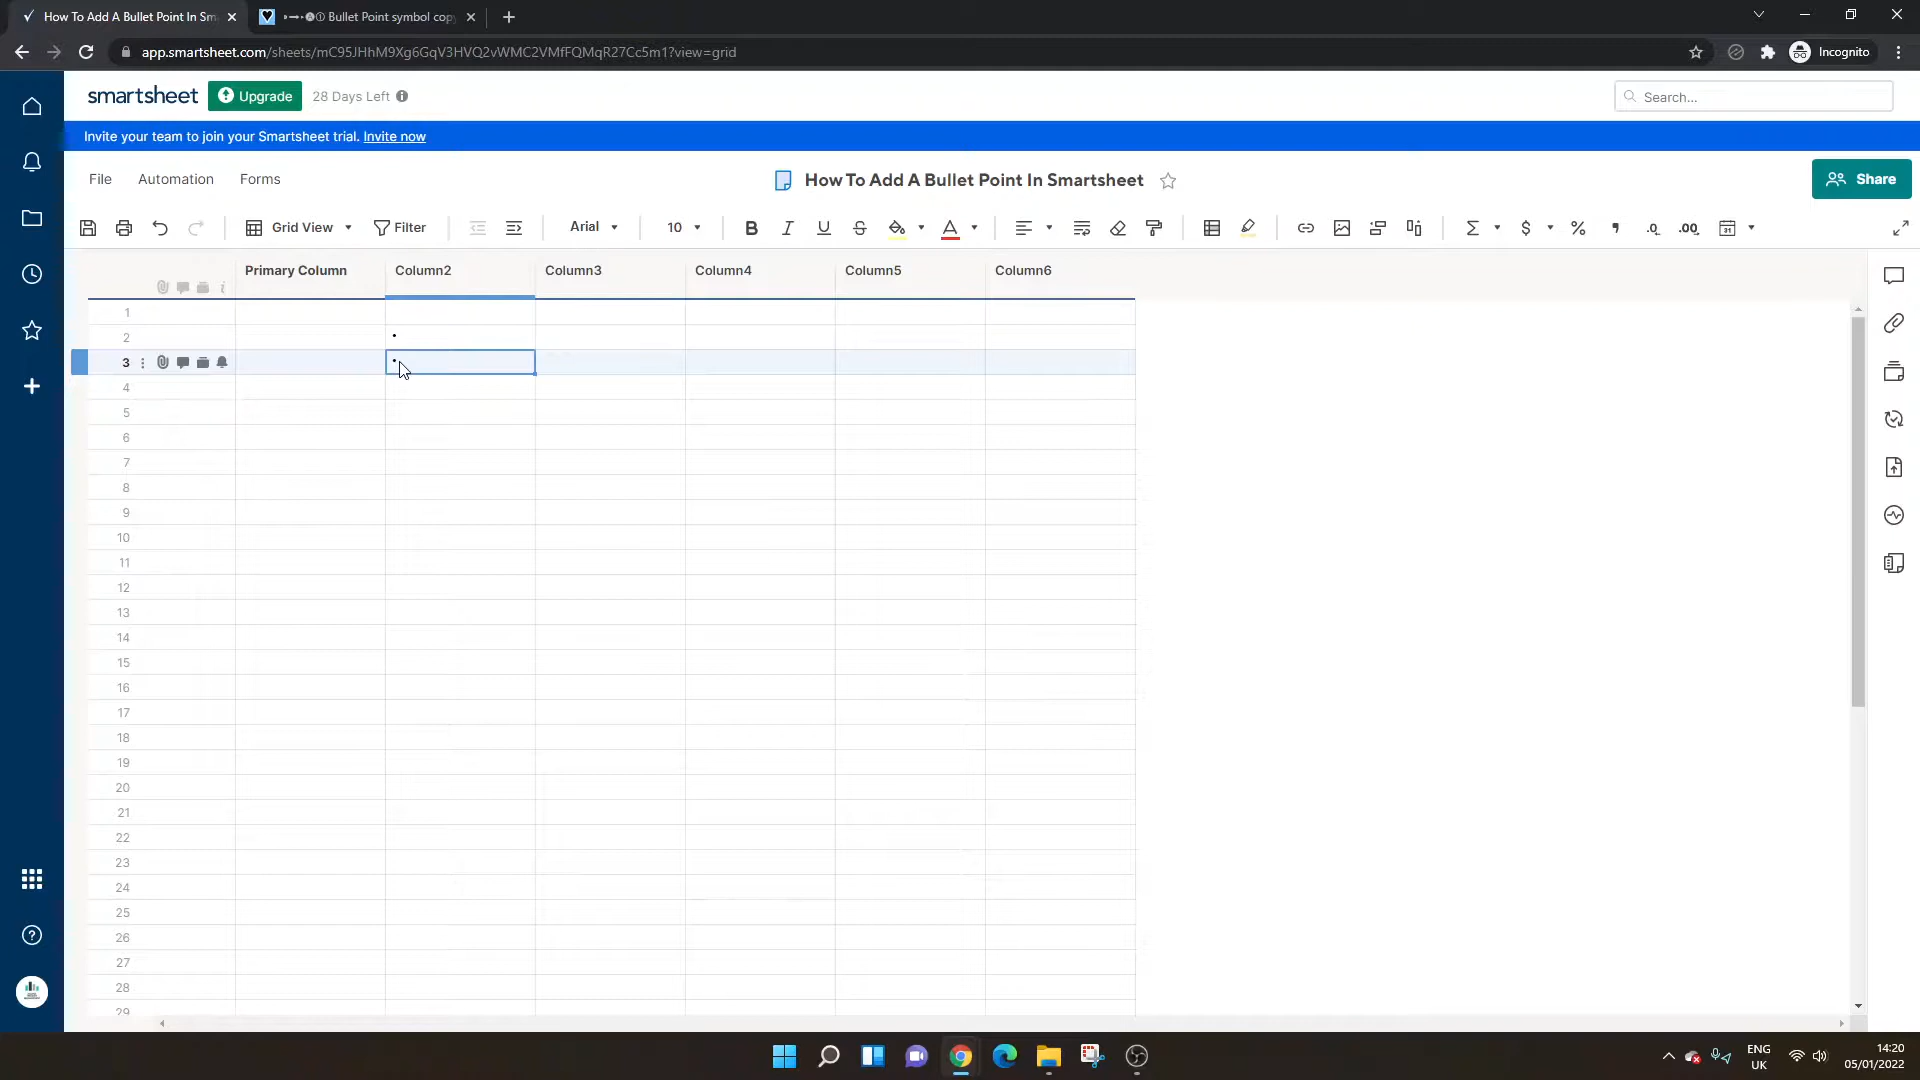 How To Add A Bullet Point In Sm
Bullet Point symbol copy
app.smartsheet.com/sheets/mC95JHhM9Xg6GqV3HVQ2vWMC2VMfFQMqR27Cc5m1?view=grid
Incognito
smartsheet
Upgrade
28 Days Left
Search...
Invite your team to join your Smartsheet trial. Invite now
File
Automation
Forms
How To Add A Bullet Point In Smartsheet
Share
Grid View
Filter
Arial
10
B
I
U
S
A
Σ
$
%
.0
.00
31
Primary Column
Column2
Column3
Column4
Column5
Column6
1
2
•
3
•
4
5
6
7
8
9
10
11
12
13
14
15
16
17
18
19
20
21
22
23
24
25
26
27
28
29
ENG
UK
14:20
05/01/2022